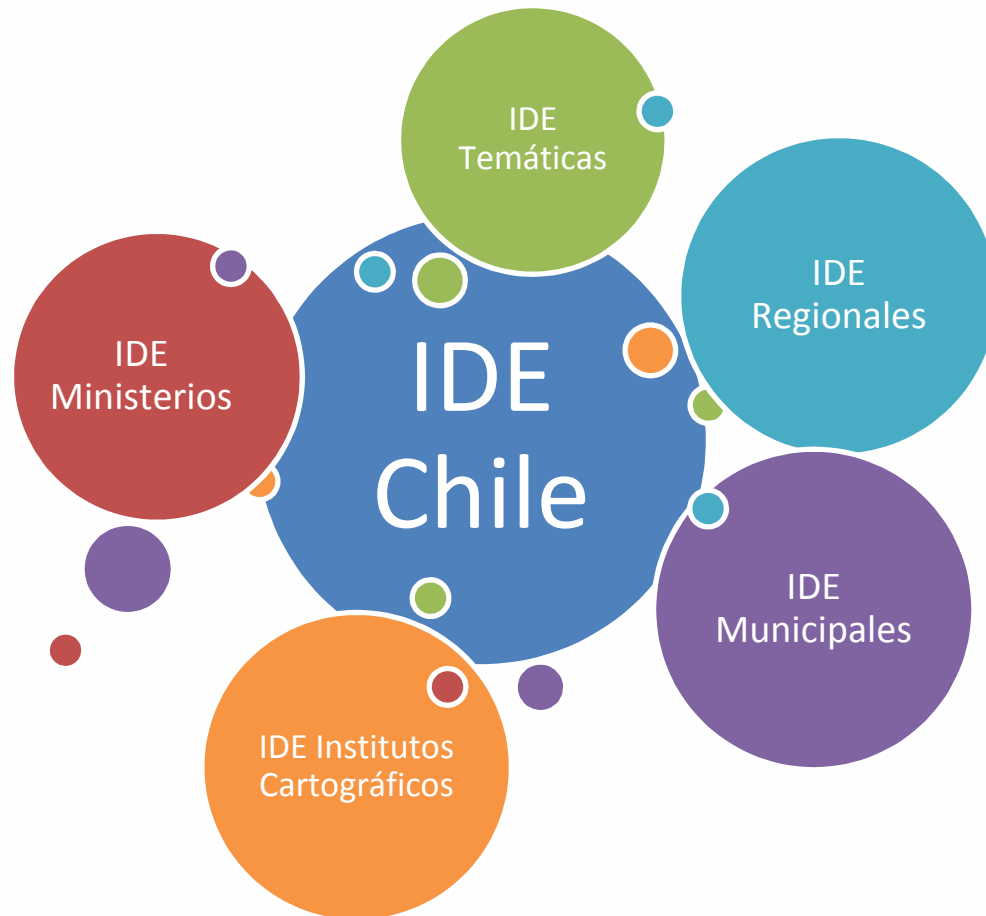 IDE
Temáticas
IDE
Regionales
IDE
Ministerios
IDE
Chile
IDE
Municipales
IDE Institutos
Cartográficos